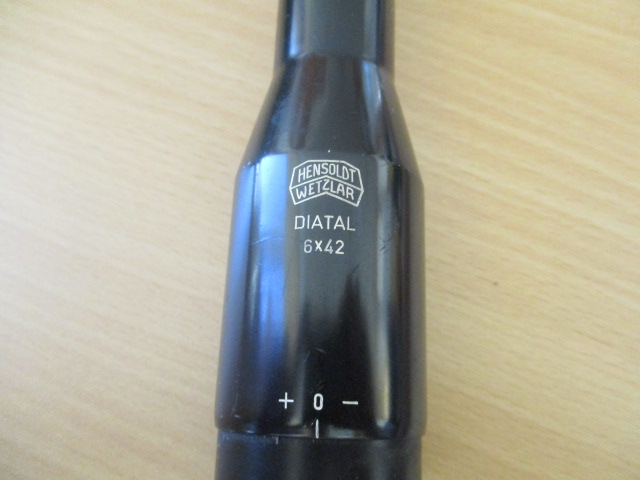 HENSOLDT
WETZLAR
DIATAL
6x42
+ 0 −